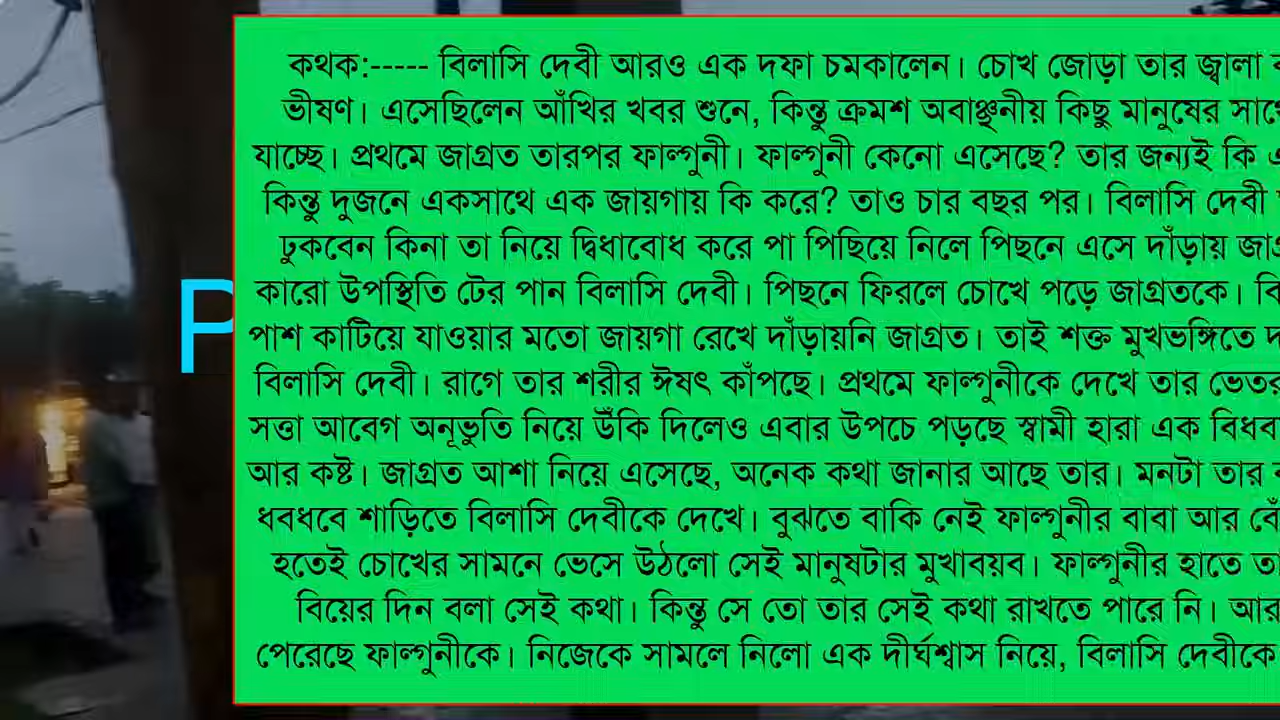 কথক:----- বিলাসি দেবী আরও এক দফা চমকালেন। চোখ জোড়া তার জ্বালা
ভীষণ। এসেছিলেন আঁখির খবর শুনে, কিন্তু ক্রমশ অবাঞ্ছনীয় কিছু মানুষের
যাচ্ছে। প্রথমে জাগ্রত তারপর ফাল্গুনী। ফাল্গুনী কেনো এসেছে? তার জন্যই কি
কিন্তু দুজনে একসাথে এক জায়গায় কি করে? তাও চার বছর পর। বিলাসি দেবী
ঢুকবেন কিনা তা নিয়ে দ্বিধাবোধ করে পা পিছিয়ে নিলে পিছনে এসে দাঁড়ায়
কারো উপস্থিতি টের পান বিলাসি দেবী। পিছনে ফিরলে চোখে পড়ে জাগ্রতকে।
P
পাশ কাটিয়ে যাওয়ার মতো জায়গা রেখে দাঁড়ায়নি জাগ্রত। তাই শক্ত মুখভঙ্গিতে
বিলাসি দেবী। রাগে তার শরীর ঈষৎ কাঁপছে। প্রথমে ফাল্গুনীকে দেখে তার
সত্তা আবেগ অনূভুতি নিয়ে উঁকি দিলেও এবার উপচে পড়ছে স্বামী হারা এক
আর কষ্ট। জাগ্রত আশা নিয়ে এসেছে, অনেক কথা জানার আছে তার। মনটা তার
ধবধবে শাড়িতে বিলাসি দেবীকে দেখে। বুঝতে বাকি নেই ফাল্গুনীর বাবা আর
হতেই চোখের সামনে ভেসে উঠলো সেই মানুষটার মুখাবয়ব। ফাল্গুনীর হাতে
বিয়ের দিন বলা সেই কথা। কিন্তু সে তো তার সেই কথা রাখতে পারে নি। আর
পেরেছে ফাল্গুনীকে। নিজেকে সামলে নিলো এক দীর্ঘশ্বাস নিয়ে, বিলাসি দেবীকে